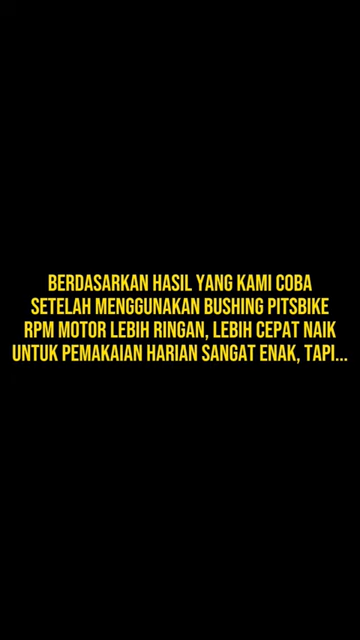 BERDASARKAN HASIL YANG KAMI COBA
SETELAH MENGGUNAKAN BUSHING PITSBIKE
RPM MOTOR LEBIH RINGAN, LEBIH CEPAT NAIK
UNTUK PEMAKAIAN HARIAN SANGAT ENAK, TAPI...